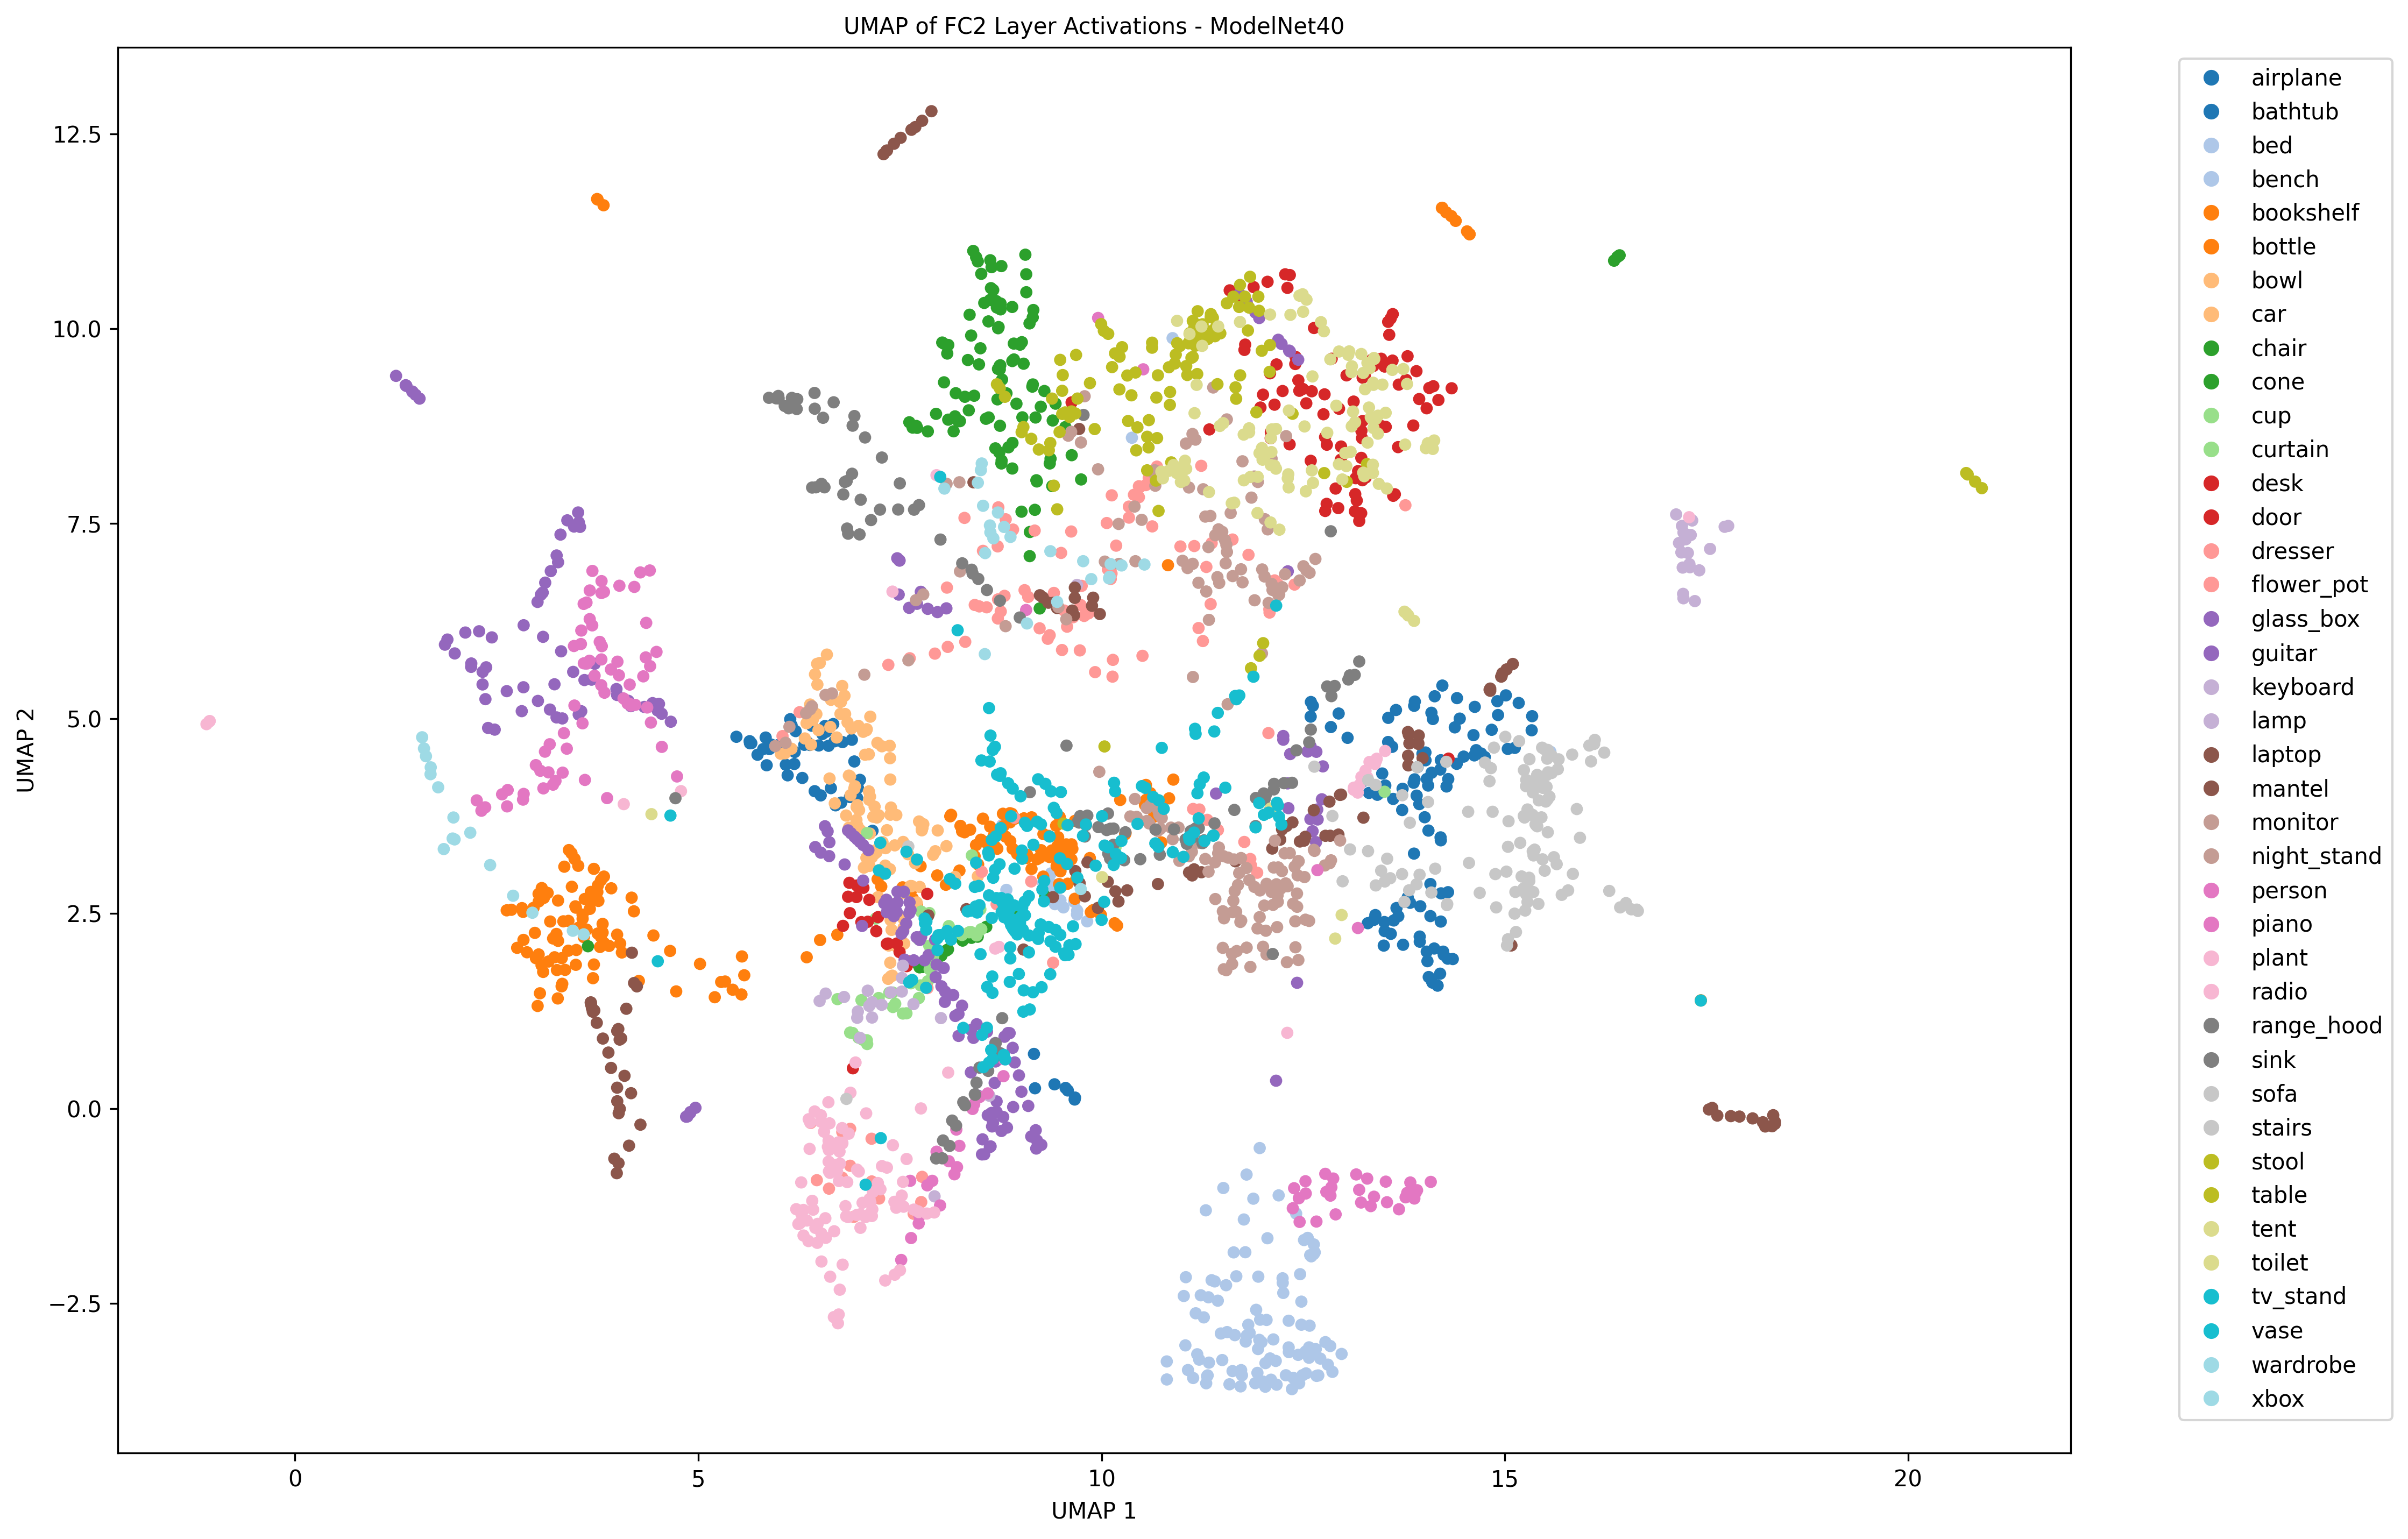 UMAP of FC2 Layer Activations - ModelNet40
12.5
10.0
7.5
5.0
2.5
0.0
−2.5
UMAP 2
0
5
10
15
20
UMAP 1
airplane
bathtub
bed
bench
bookshelf
bottle
bowl
car
chair
cone
cup
curtain
desk
door
dresser
flower_pot
glass_box
guitar
keyboard
lamp
laptop
mantel
monitor
night_stand
person
piano
plant
radio
range_hood
sink
sofa
stairs
stool
table
tent
toilet
tv_stand
vase
wardrobe
xbox